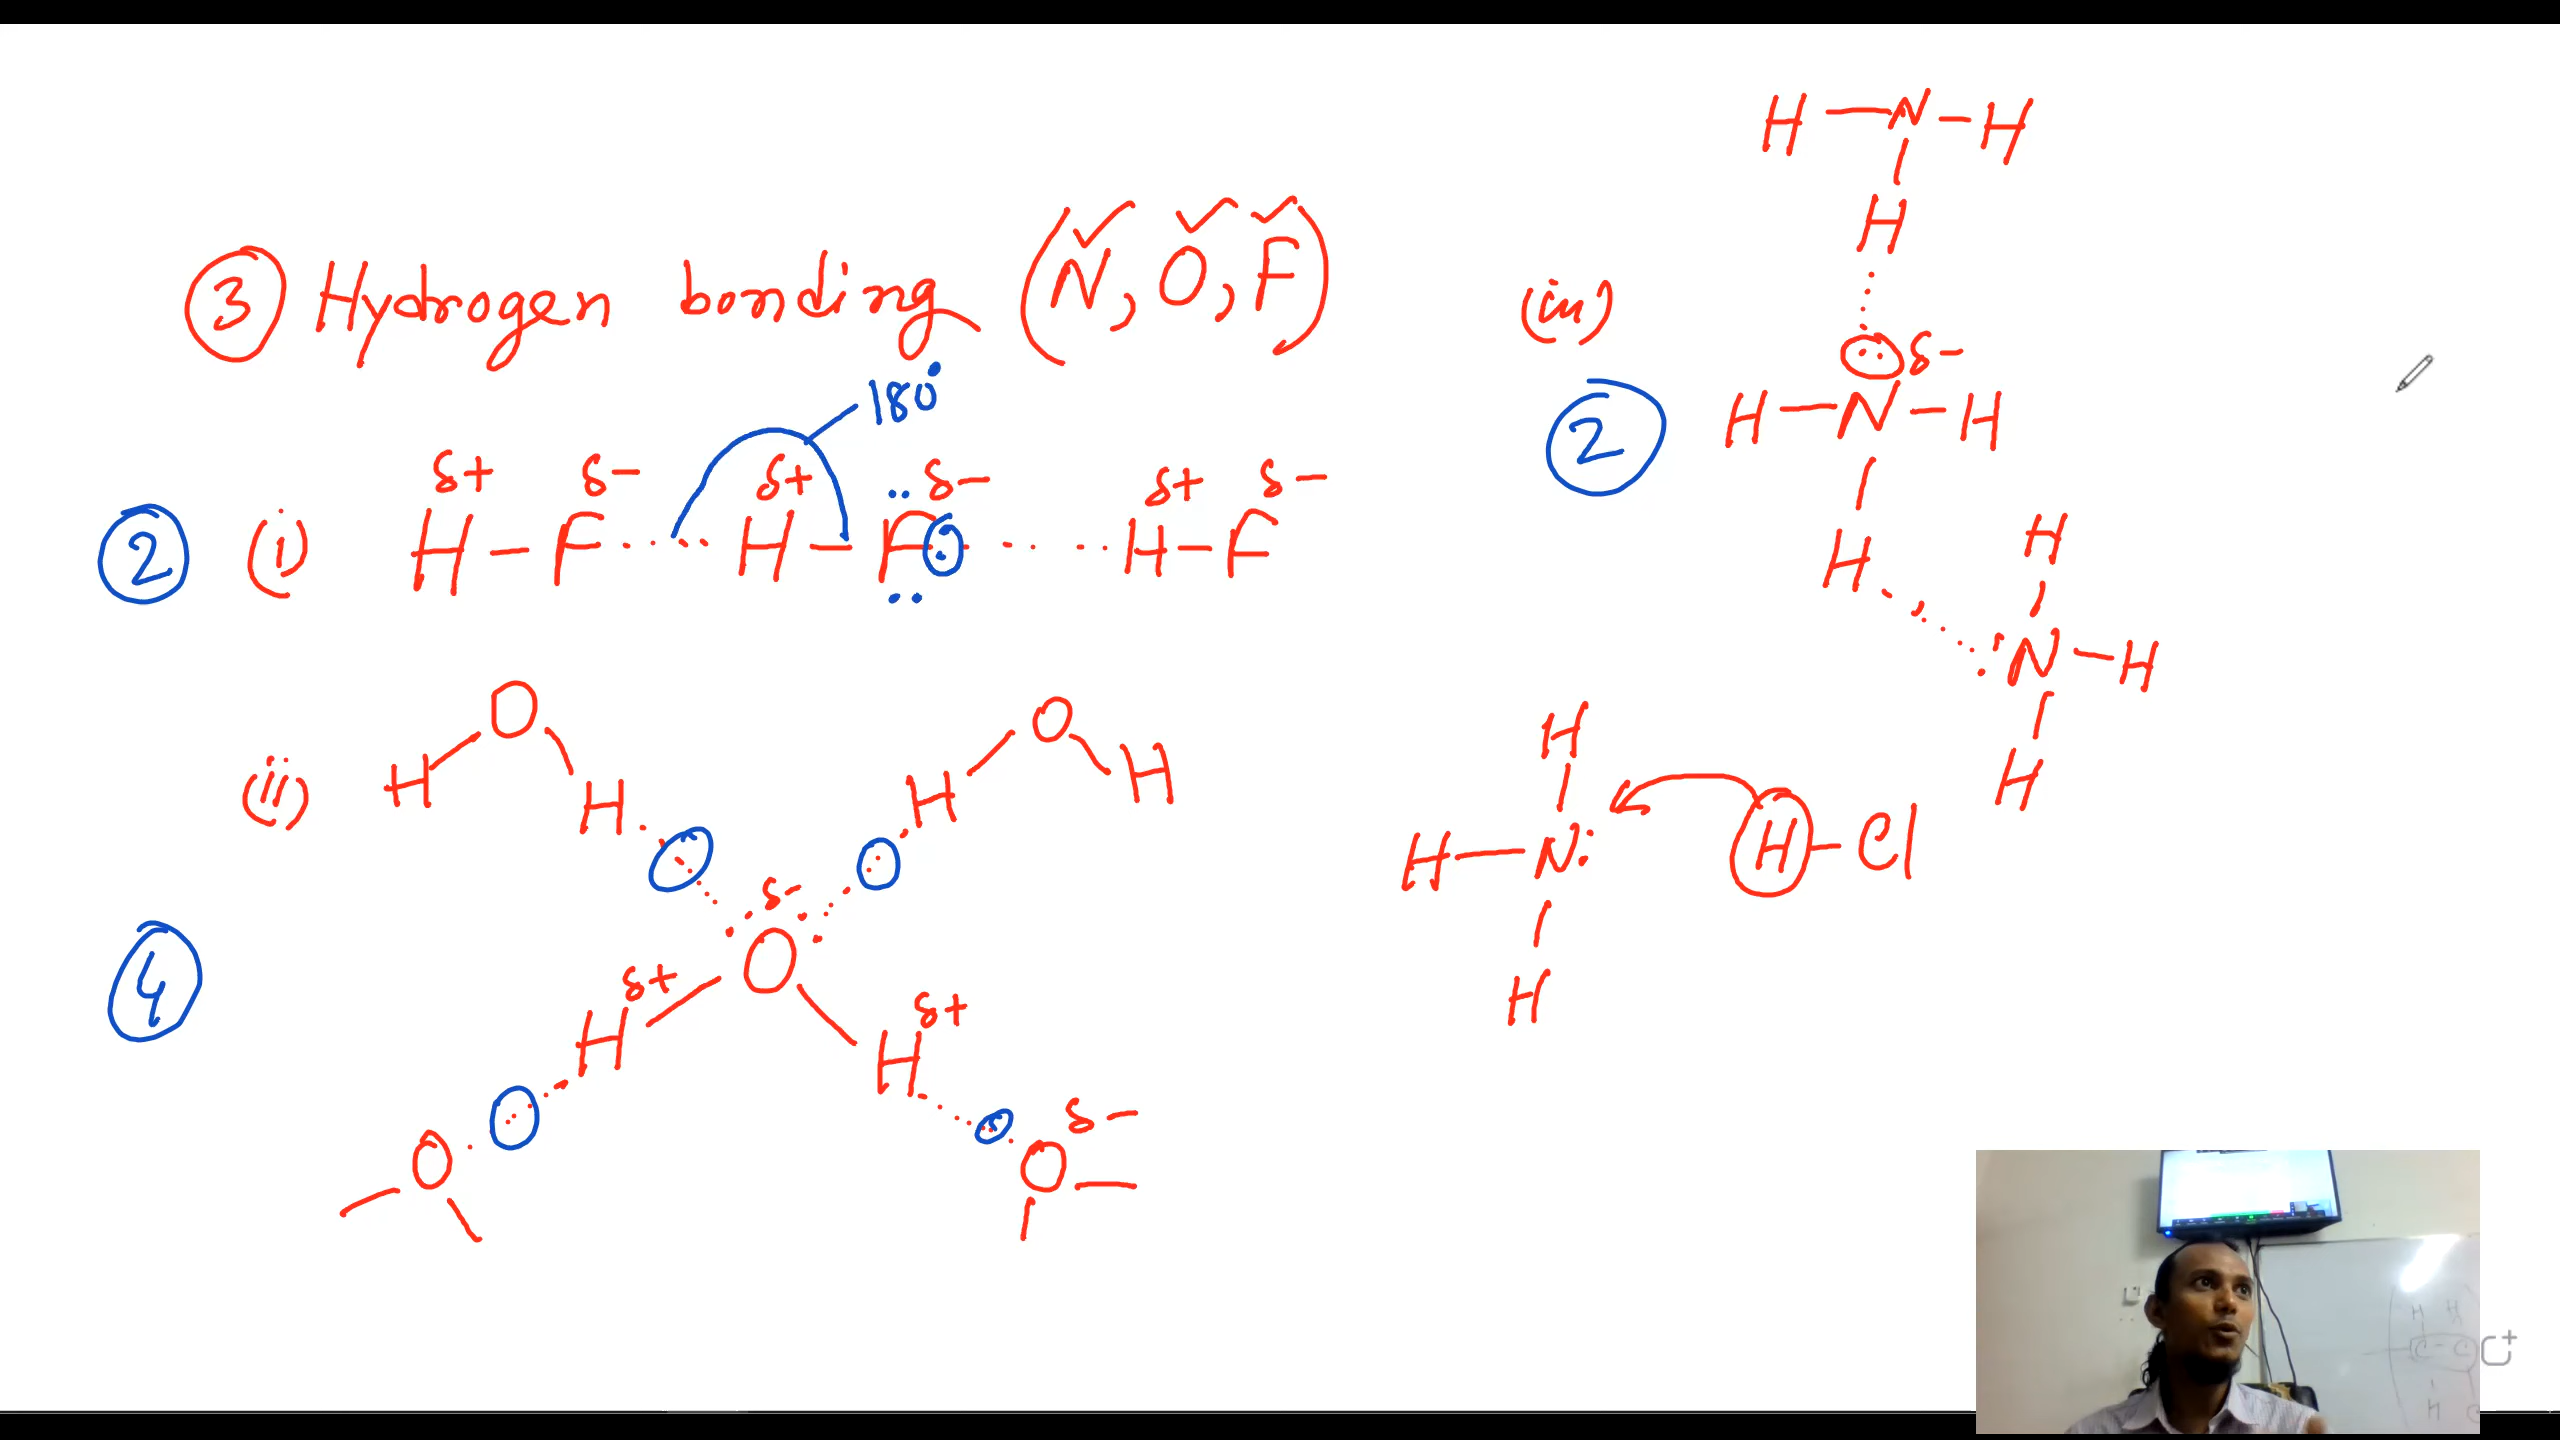 ③ Hydrogen bonding (N, O, F)
180°
δ+ δ- δ+ δ- δ+ δ-
② (i) H - F ..... H - F: ..... H - F
(ii)
O
H H
O
H H
δ-
O
④
δ+ δ+
H H
δ-
O O
(iii)
②
H - N - H
H
δ-
H - N - H
H
H
N - H
H
H
H - N: H - Cl
H